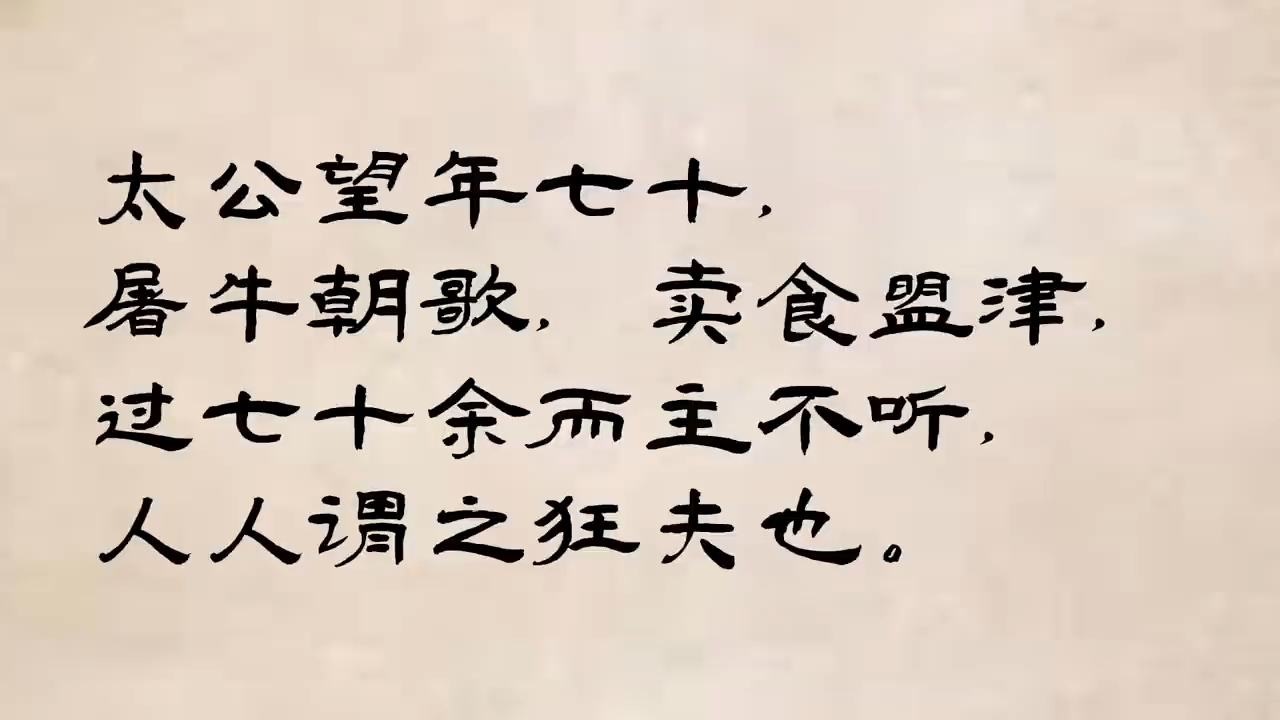 太公望年七十，
屠牛朝歌， 卖食盟津，
过七十余而主不听，
人人谓之狂夫也。